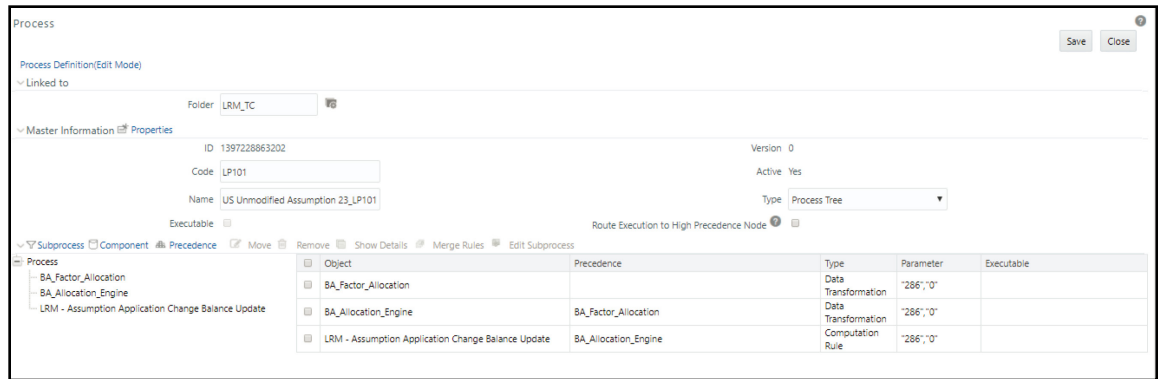 Process
Save Close
Process Definition(Edit Mode)
Linked to
Folder LRM_TC
Master Information Properties
ID 1397228863202 Version 0
Code LP101 Active Yes
Name US Unmodified Assumption 23_LP101 Type Process Tree
Executable Route Execution to High Precedence Node
Subprocess Component Precedence Move Remove Show Details Merge Rules Edit Subprocess
Process
BA_Factor_Allocation
BA_Allocation_Engine
LRM - Assumption Application Change Balance Update
Object Precedence Type Parameter Executable
BA_Factor_Allocation Data Transformation "286","0"
BA_Allocation_Engine BA_Factor_Allocation Data Transformation "286","0"
LRM - Assumption Application Change Balance Update BA_Allocation_Engine Computation Rule "286","0"